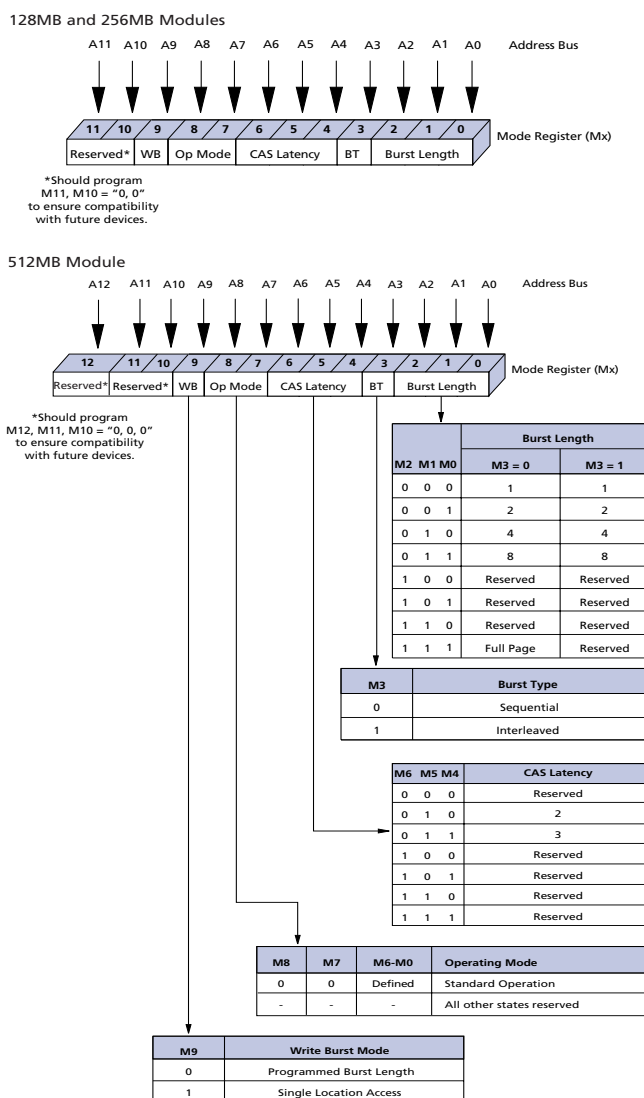 128MB and 256MB Modules
A11 A10 A9 A8 A7 A6 A5 A4 A3 A2 A1 A0 Address Bus
11 10 9 8 7 6 5 4 3 2 1 0
Mode Register (Mx)
Reserved* WB Op Mode CAS Latency BT Burst Length
*Should program
M11, M10 = “0, 0”
to ensure compatibility
with future devices.
512MB Module
A12 A11 A10 A9 A8 A7 A6 A5 A4 A3 A2 A1 A0 Address Bus
12 11 10 9 8 7 6 5 4 3 2 1 0
Mode Register (Mx)
Reserved* Reserved* WB Op Mode CAS Latency BT Burst Length
*Should program
M12, M11, M10 = “0, 0, 0”
to ensure compatibility
with future devices.
Burst Length
M2 M1 M0 M3 = 0 M3 = 1
0 0 0 1 1
0 0 1 2 2
0 1 0 4 4
0 1 1 8 8
1 0 0 Reserved Reserved
1 0 1 Reserved Reserved
1 1 0 Reserved Reserved
1 1 1 Full Page Reserved
M3 Burst Type
0 Sequential
1 Interleaved
M6 M5 M4 CAS Latency
0 0 0 Reserved
0 1 0 2
0 1 1 3
1 0 0 Reserved
1 0 1 Reserved
1 1 0 Reserved
1 1 1 Reserved
M8 M7 M6-M0 Operating Mode
0 0 Defined Standard Operation
- - - All other states reserved
M9 Write Burst Mode
0 Programmed Burst Length
1 Single Location Access